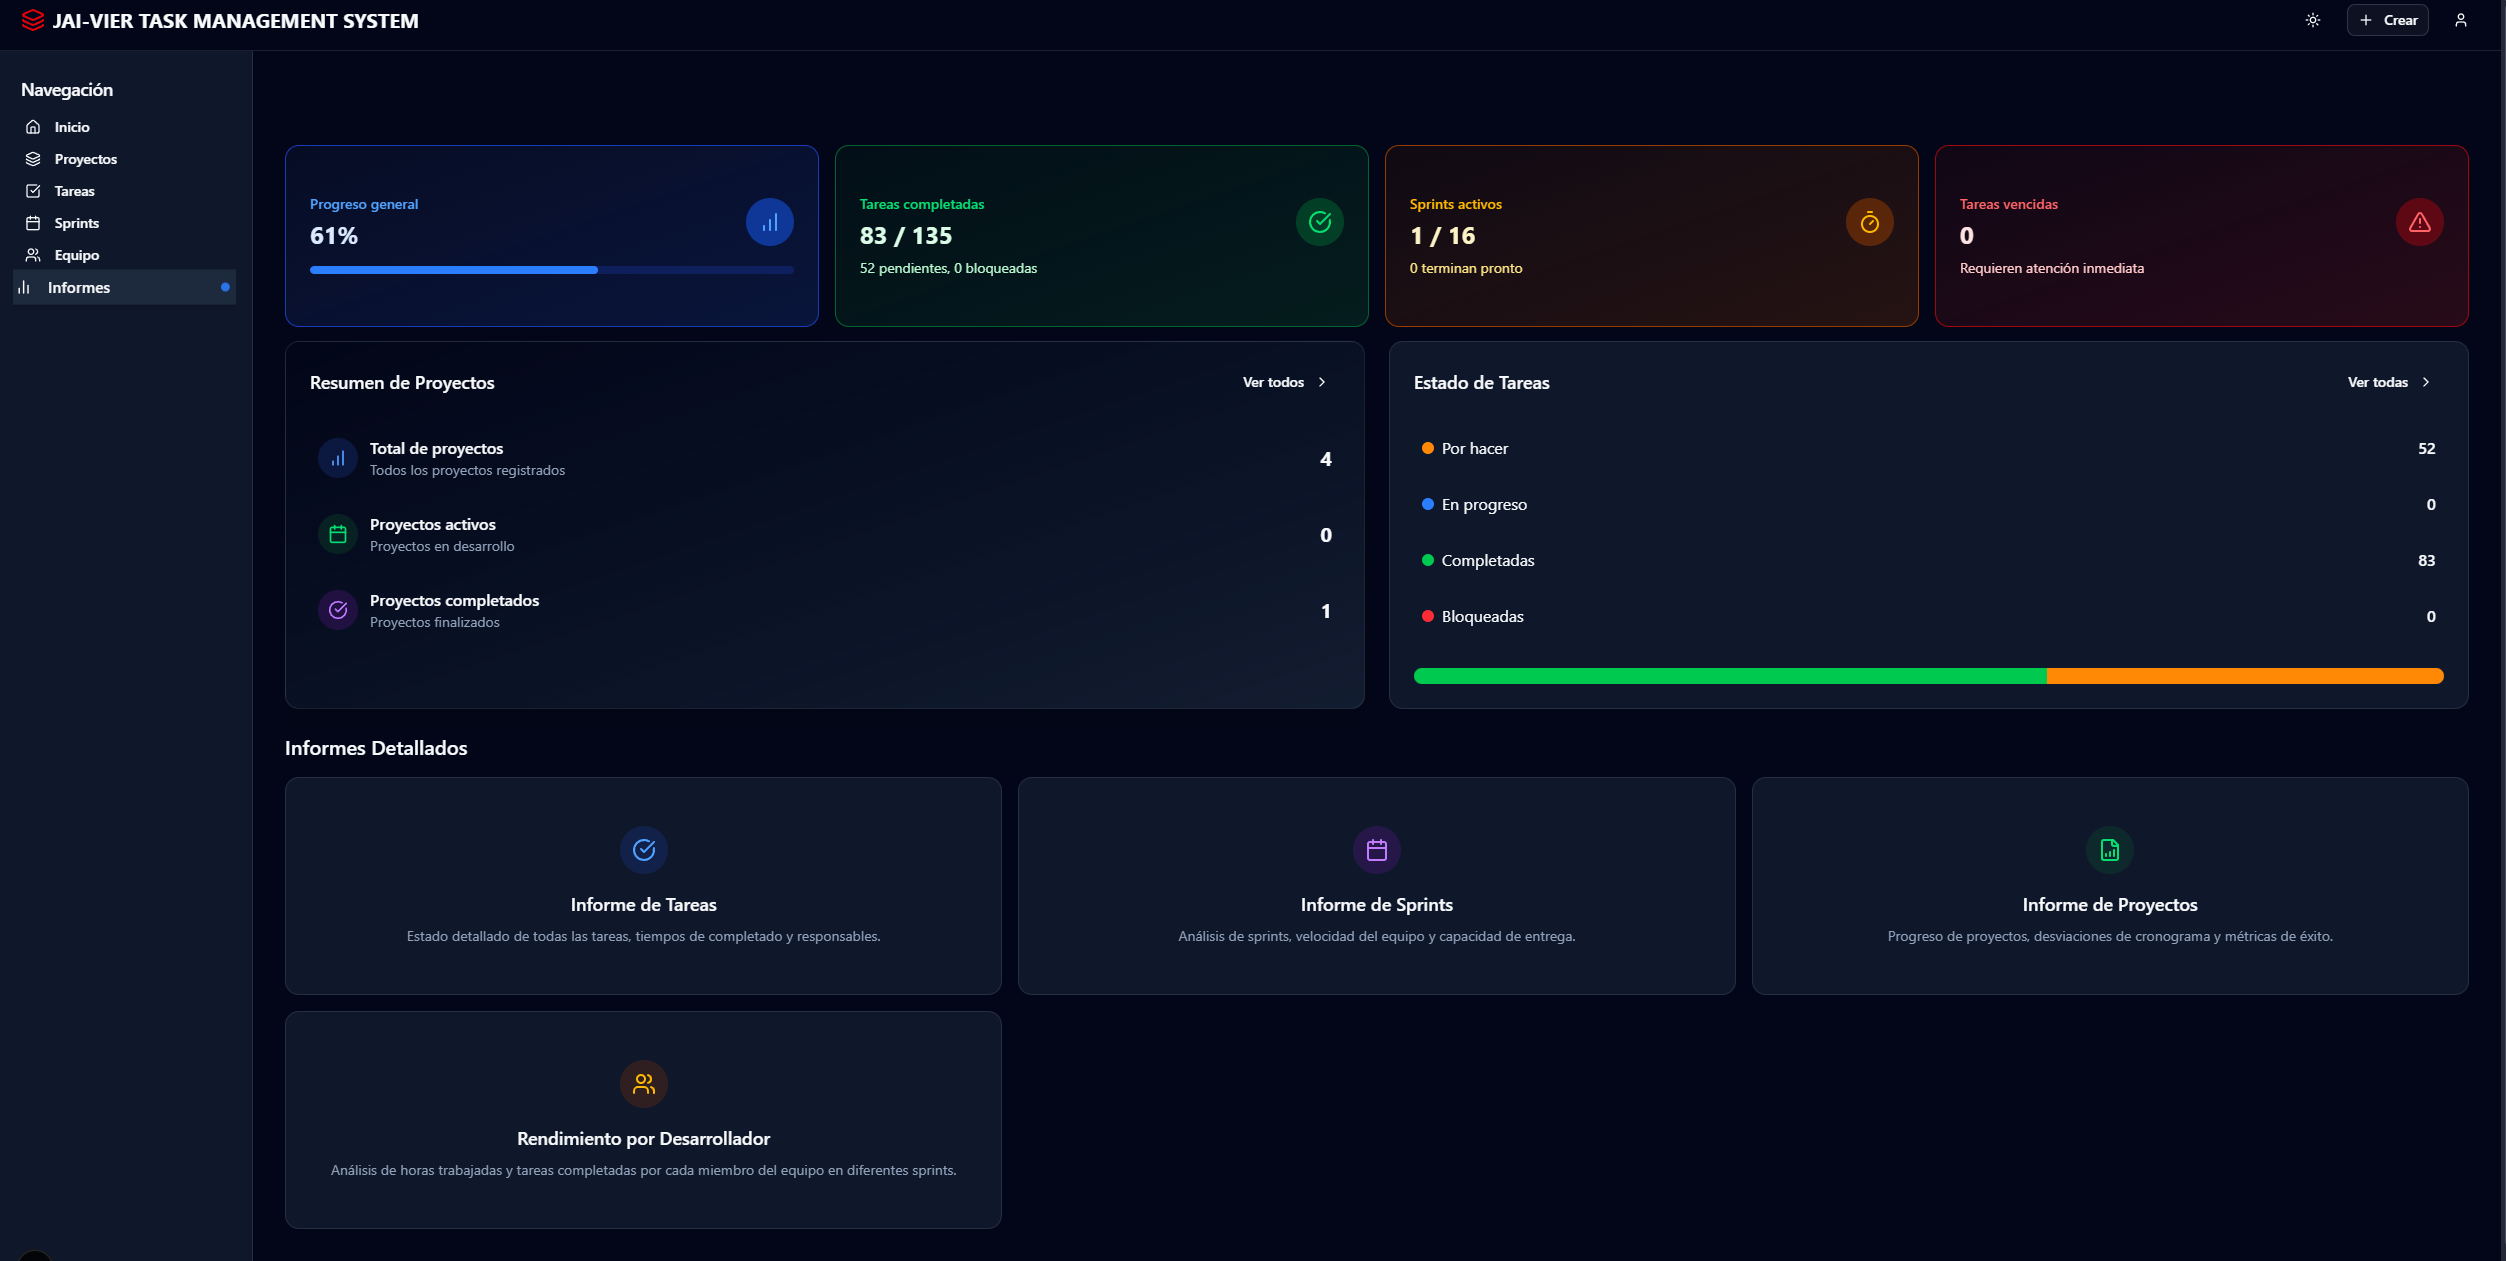 JAI-VIER TASK MANAGEMENT SYSTEM
Crear
Navegación
Inicio
Proyectos
Tareas
Sprints
Equipo
Informes
Progreso general
61%
Tareas completadas
83 / 135
52 pendientes, 0 bloqueadas
Sprints activos
1 / 16
0 terminan pronto
Tareas vencidas
0
Requieren atención inmediata
Resumen de Proyectos
Ver todos
Total de proyectos
Todos los proyectos registrados
4
Proyectos activos
Proyectos en desarrollo
0
Proyectos completados
Proyectos finalizados
1
Estado de Tareas
Ver todas
Por hacer
52
En progreso
0
Completadas
83
Bloqueadas
0
Informes Detallados
Informe de Tareas
Estado detallado de todas las tareas, tiempos de completado y responsables.
Informe de Sprints
Análisis de sprints, velocidad del equipo y capacidad de entrega.
Informe de Proyectos
Progreso de proyectos, desviaciones de cronograma y métricas de éxito.
Rendimiento por Desarrollador
Análisis de horas trabajadas y tareas completadas por cada miembro del equipo en diferentes sprints.